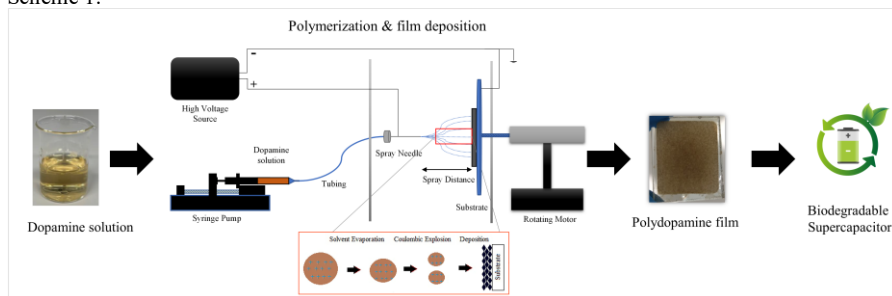 Scheme 1.
Polymerization & film deposition
-
+
High Voltage
Source
Dopamine
solution
Tubing
Spray Needle
Spray Distance
Substrate
Syringe Pump
Rotating Motor
Dopamine solution
Polydopamine film
Biodegradable
Supercapacitor
Solvent Evaporation
Coulombic Explosion
Deposition
Substrate